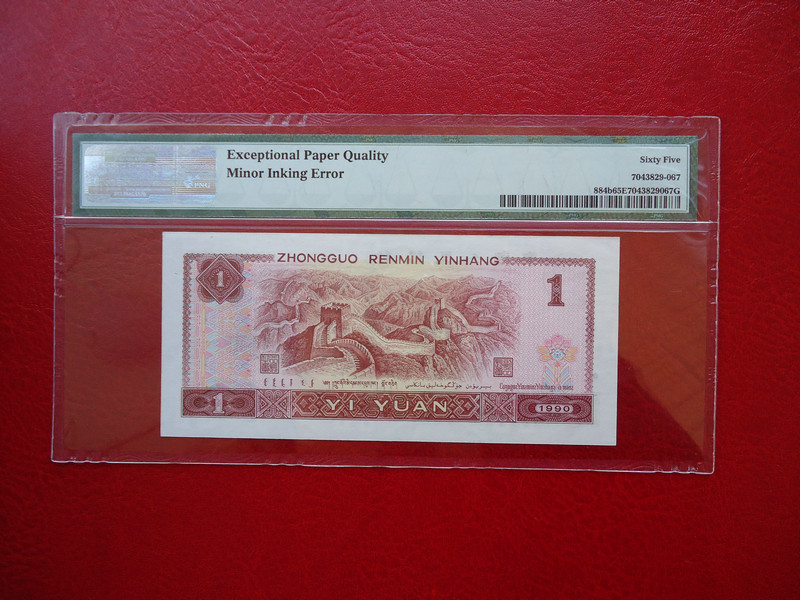 Exceptional Paper Quality
Minor Inking Error
Sixty Five
7043829-067
884b65E7043829067G
PNG
ZHONGGUO RENMIN YINHANG
1
1
1
YI YUAN
1990